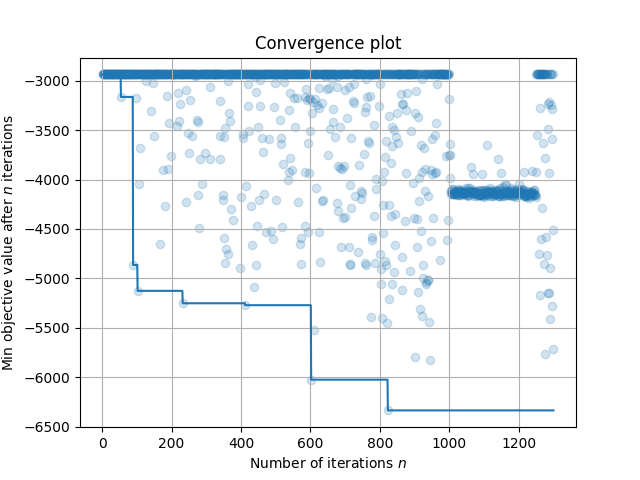 Convergence plot
Min objective value after n iterations
−3000
−3500
−4000
−4500
−5000
−5500
−6000
−6500
0 200 400 600 800 1000 1200
Number of iterations n